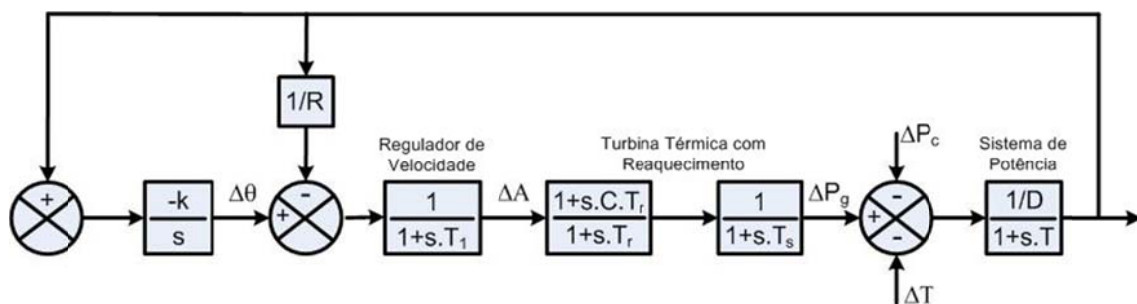 1/R
Regulador de
Velocidade
Turbina Térmica com
Reaquecimento
ΔP_c
Sistema de
Potência
+
-k
s
Δθ
-
+
1
1+s.T_1
ΔA
1+s.C.T_r
1+s.T_r
1
1+s.T_s
ΔP_g
-
+
-
1/D
1+s.T
ΔT